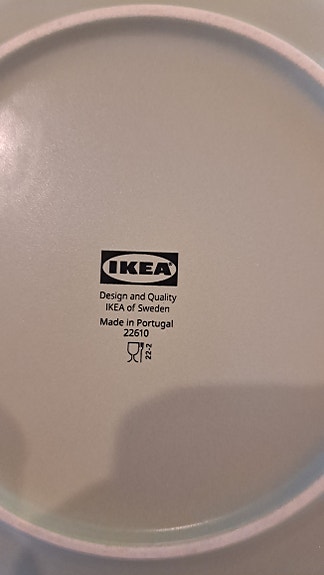 IKEA®
Design and Quality
IKEA of Sweden
Made in Portugal
22610
22-2